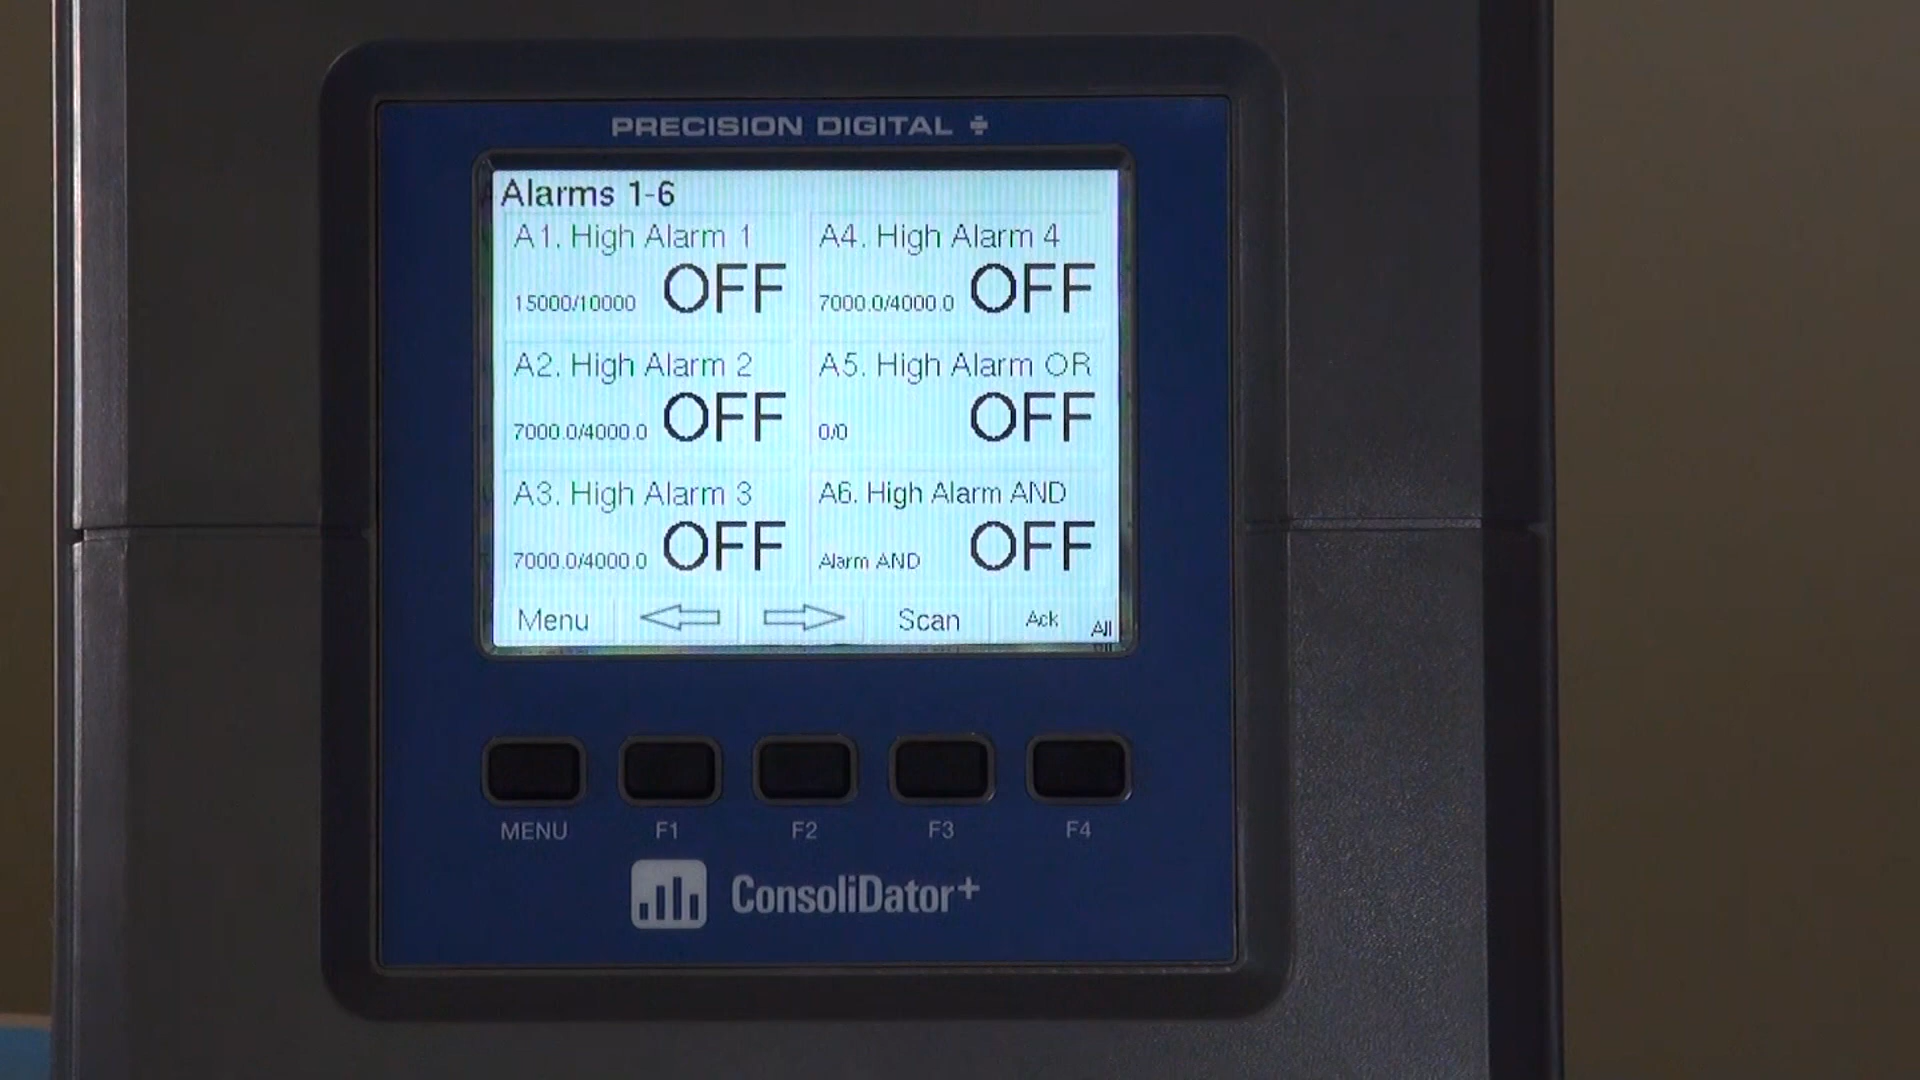 PRECISION DIGITAL
Alarms 1-6
A1. High Alarm 1
15000/10000 OFF
A2. High Alarm 2
7000.0/4000.0 OFF
A3. High Alarm 3
7000.0/4000.0 OFF
A4. High Alarm 4
7000.0/4000.0 OFF
A5. High Alarm OR
0/0 OFF
A6. High Alarm AND
Alarm AND OFF
Menu Scan Ack All
MENU F1 F2 F3 F4
ConsoliDator+